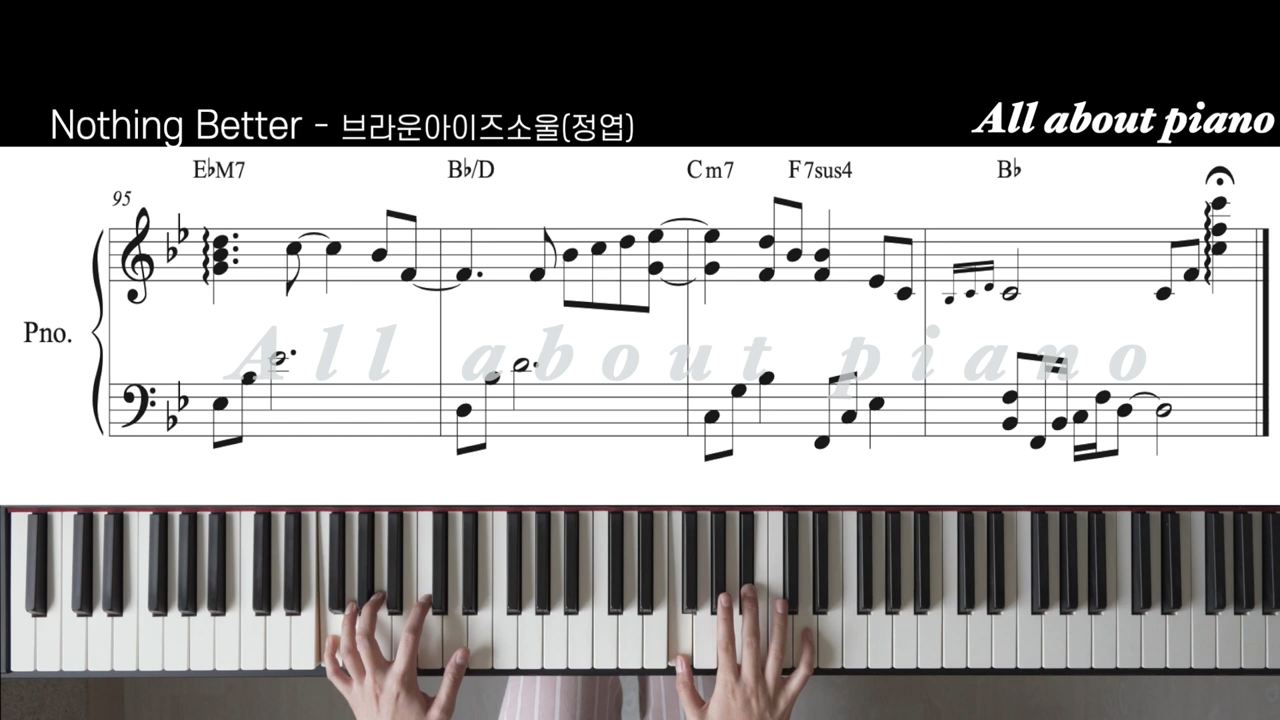 Nothing Better - 브라운아이즈소울(정엽)
All about piano
E♭M7 B♭/D Cm7 F7sus4 B♭
95
Pno.
All about piano